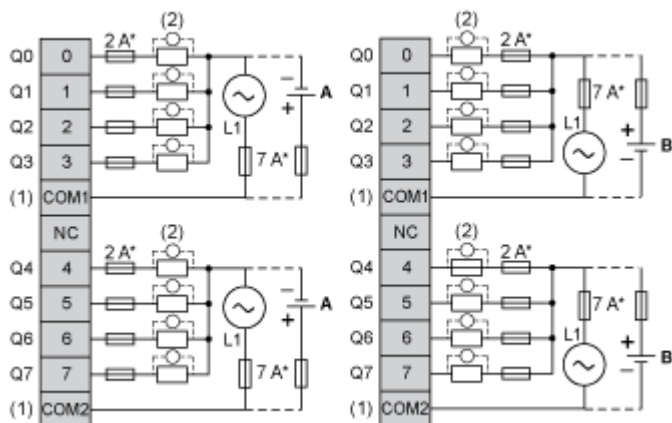 (2)
Q0 0 2 A*
Q1 1
Q2 2
Q3 3
(1) COM1
L1
7 A*
− + A
NC
(2)
Q4 4 2 A*
Q5 5
Q6 6
Q7 7
(1) COM2
L1
7 A*
− + A
(2)
Q0 0 2 A*
Q1 1
Q2 2
Q3 3
(1) COM1
7 A*
L1
+ − B
NC
(2)
Q4 4 2 A*
Q5 5
Q6 6
Q7 7
(1) COM2
7 A*
L1
+ − B